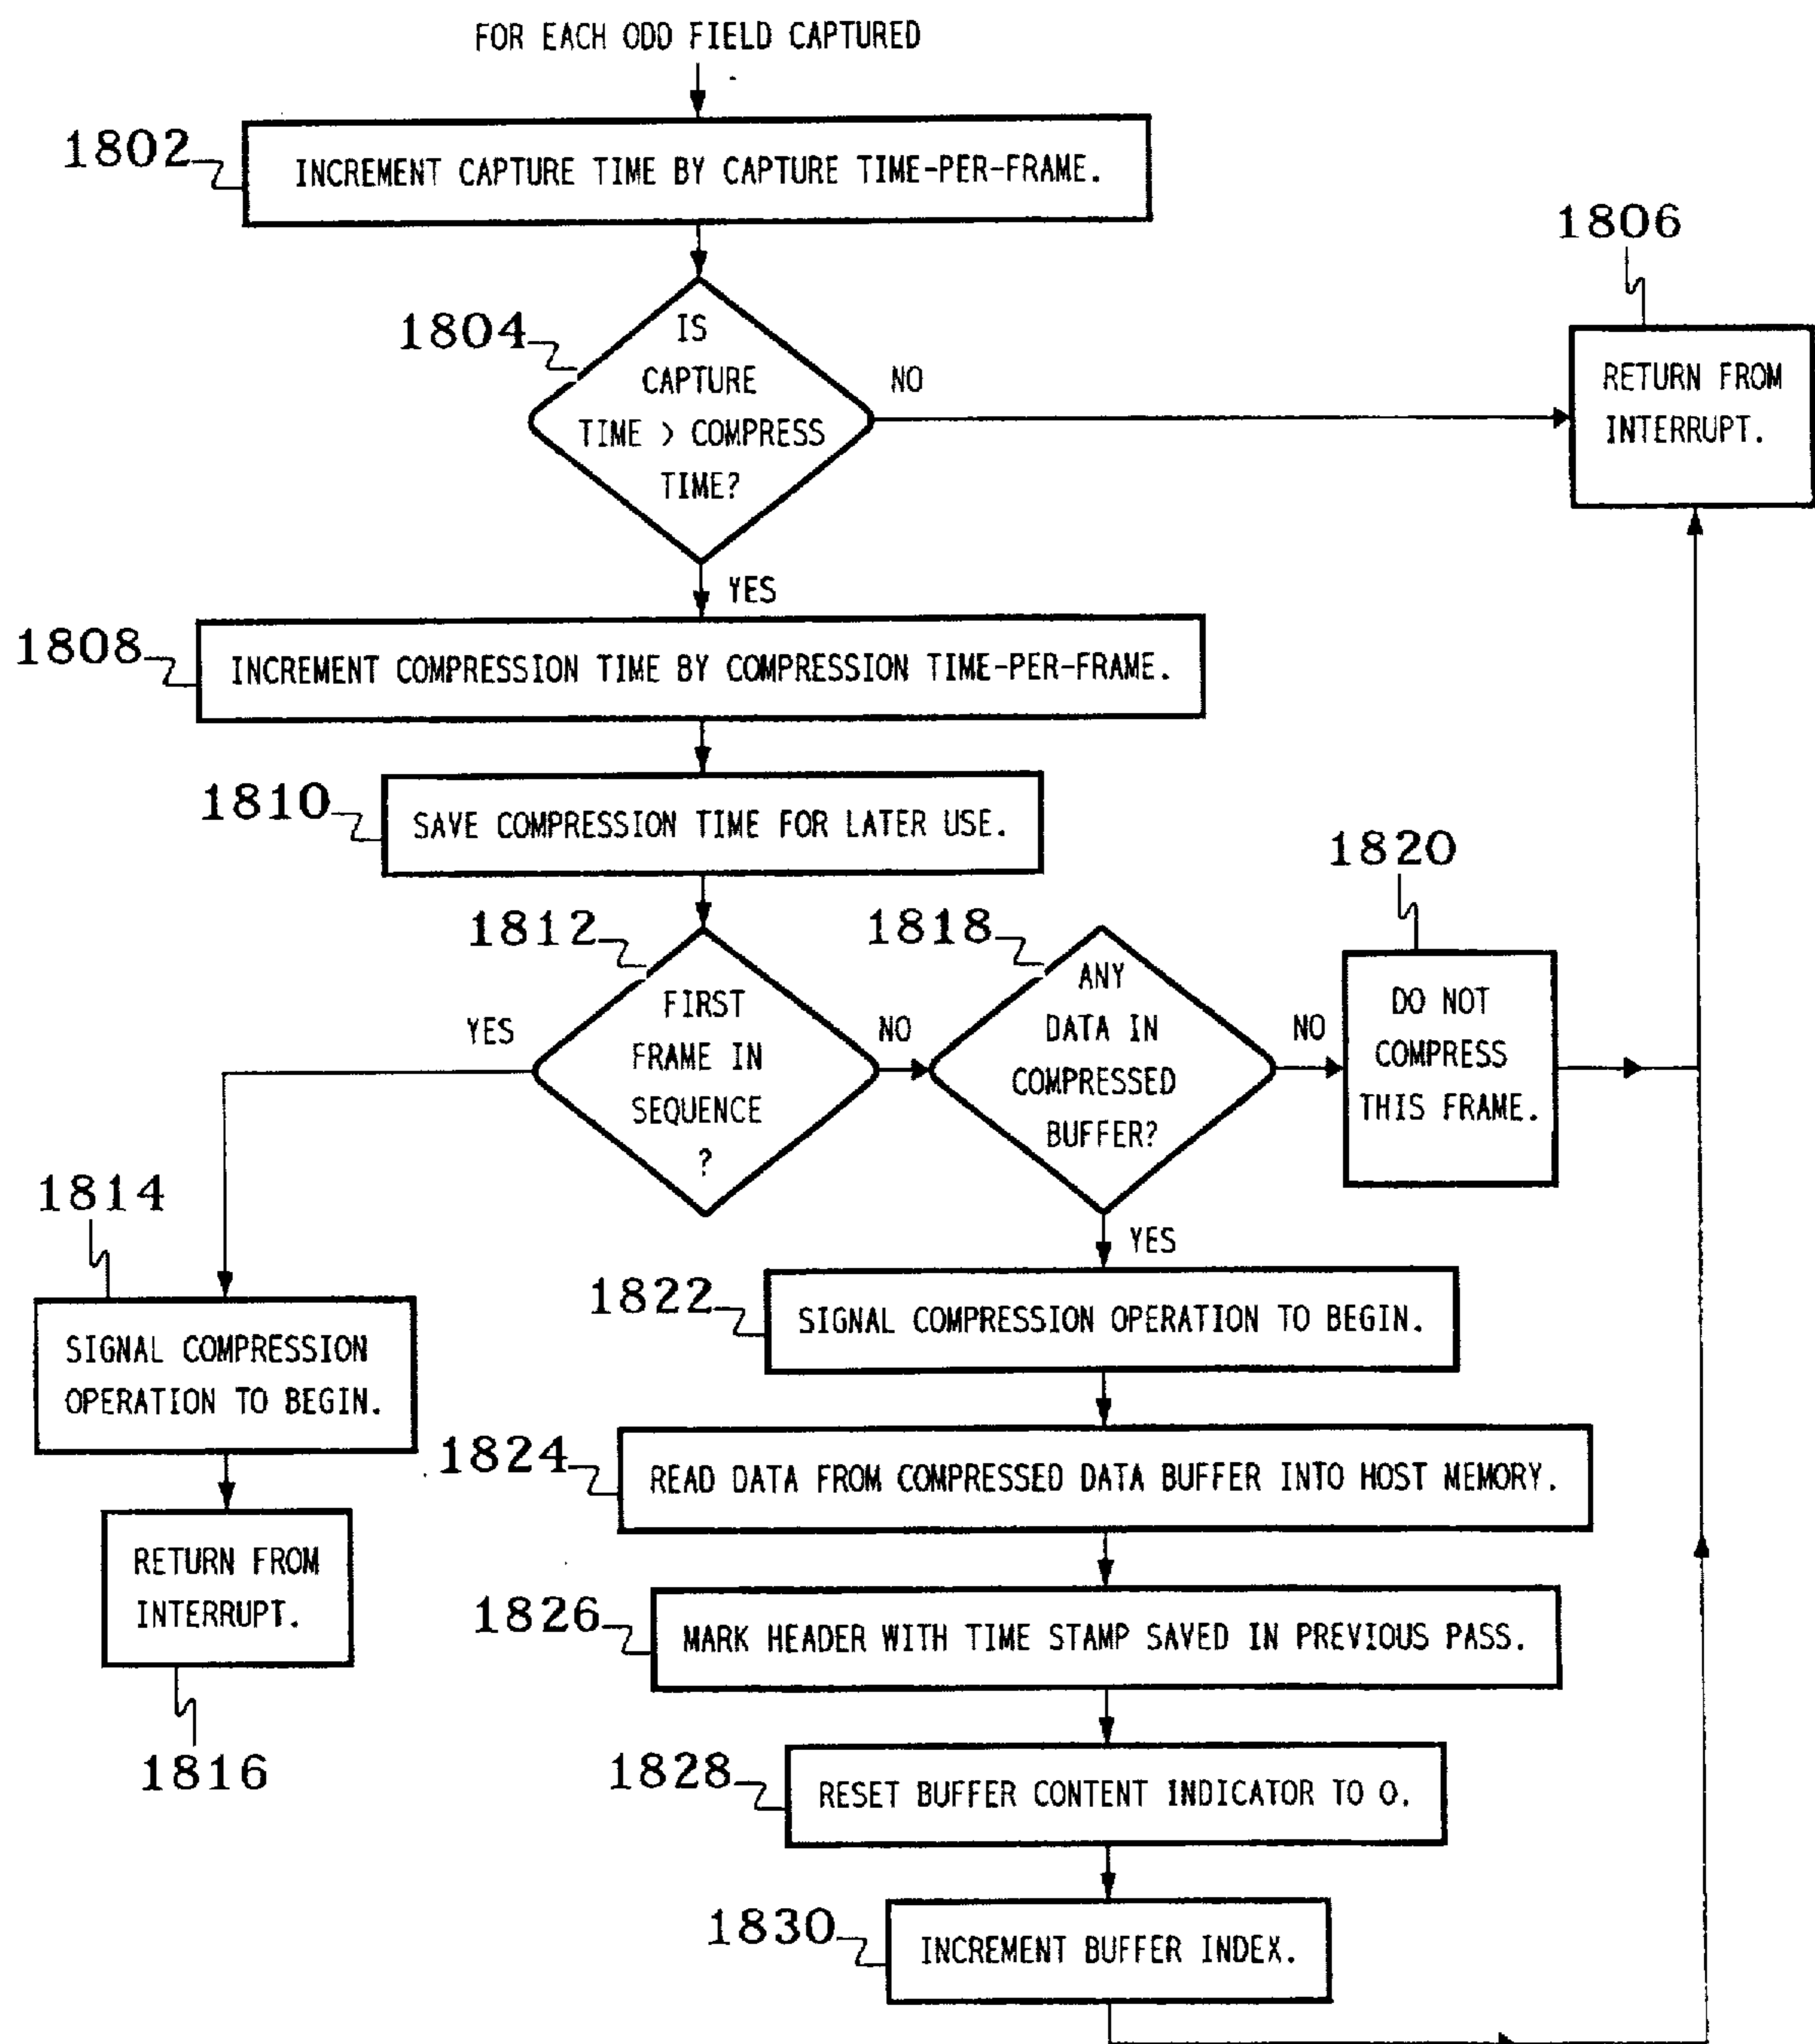 FOR EACH ODD FIELD CAPTURED
1802
INCREMENT CAPTURE TIME BY CAPTURE TIME-PER-FRAME.
1804
IS
CAPTURE
TIME > COMPRESS
TIME?
NO
1806
RETURN FROM
INTERRUPT.
YES
1808
INCREMENT COMPRESSION TIME BY COMPRESSION TIME-PER-FRAME.
1810
SAVE COMPRESSION TIME FOR LATER USE.
1812
FIRST
FRAME IN
SEQUENCE
?
YES
NO
1818
ANY
DATA IN
COMPRESSED
BUFFER?
NO
1820
DO NOT
COMPRESS
THIS FRAME.
1814
SIGNAL COMPRESSION
OPERATION TO BEGIN.
RETURN FROM
INTERRUPT.
1816
YES
1822
SIGNAL COMPRESSION OPERATION TO BEGIN.
1824
READ DATA FROM COMPRESSED DATA BUFFER INTO HOST MEMORY.
1826
MARK HEADER WITH TIME STAMP SAVED IN PREVIOUS PASS.
1828
RESET BUFFER CONTENT INDICATOR TO 0.
1830
INCREMENT BUFFER INDEX.